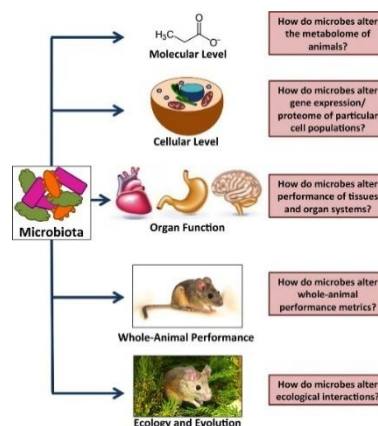 H₃C
O
O⁻
Molecular Level
How do microbes alter
the metabolome of
animals?
Cellular Level
How do microbes alter
gene expression/
proteome of particular
cell populations?
Microbiota
Organ Function
How do microbes alter
performance of tissues
and organ systems?
Whole-Animal Performance
How do microbes alter
whole-animal
performance metrics?
Ecology and Evolution
How do microbes alter
ecological interactions?